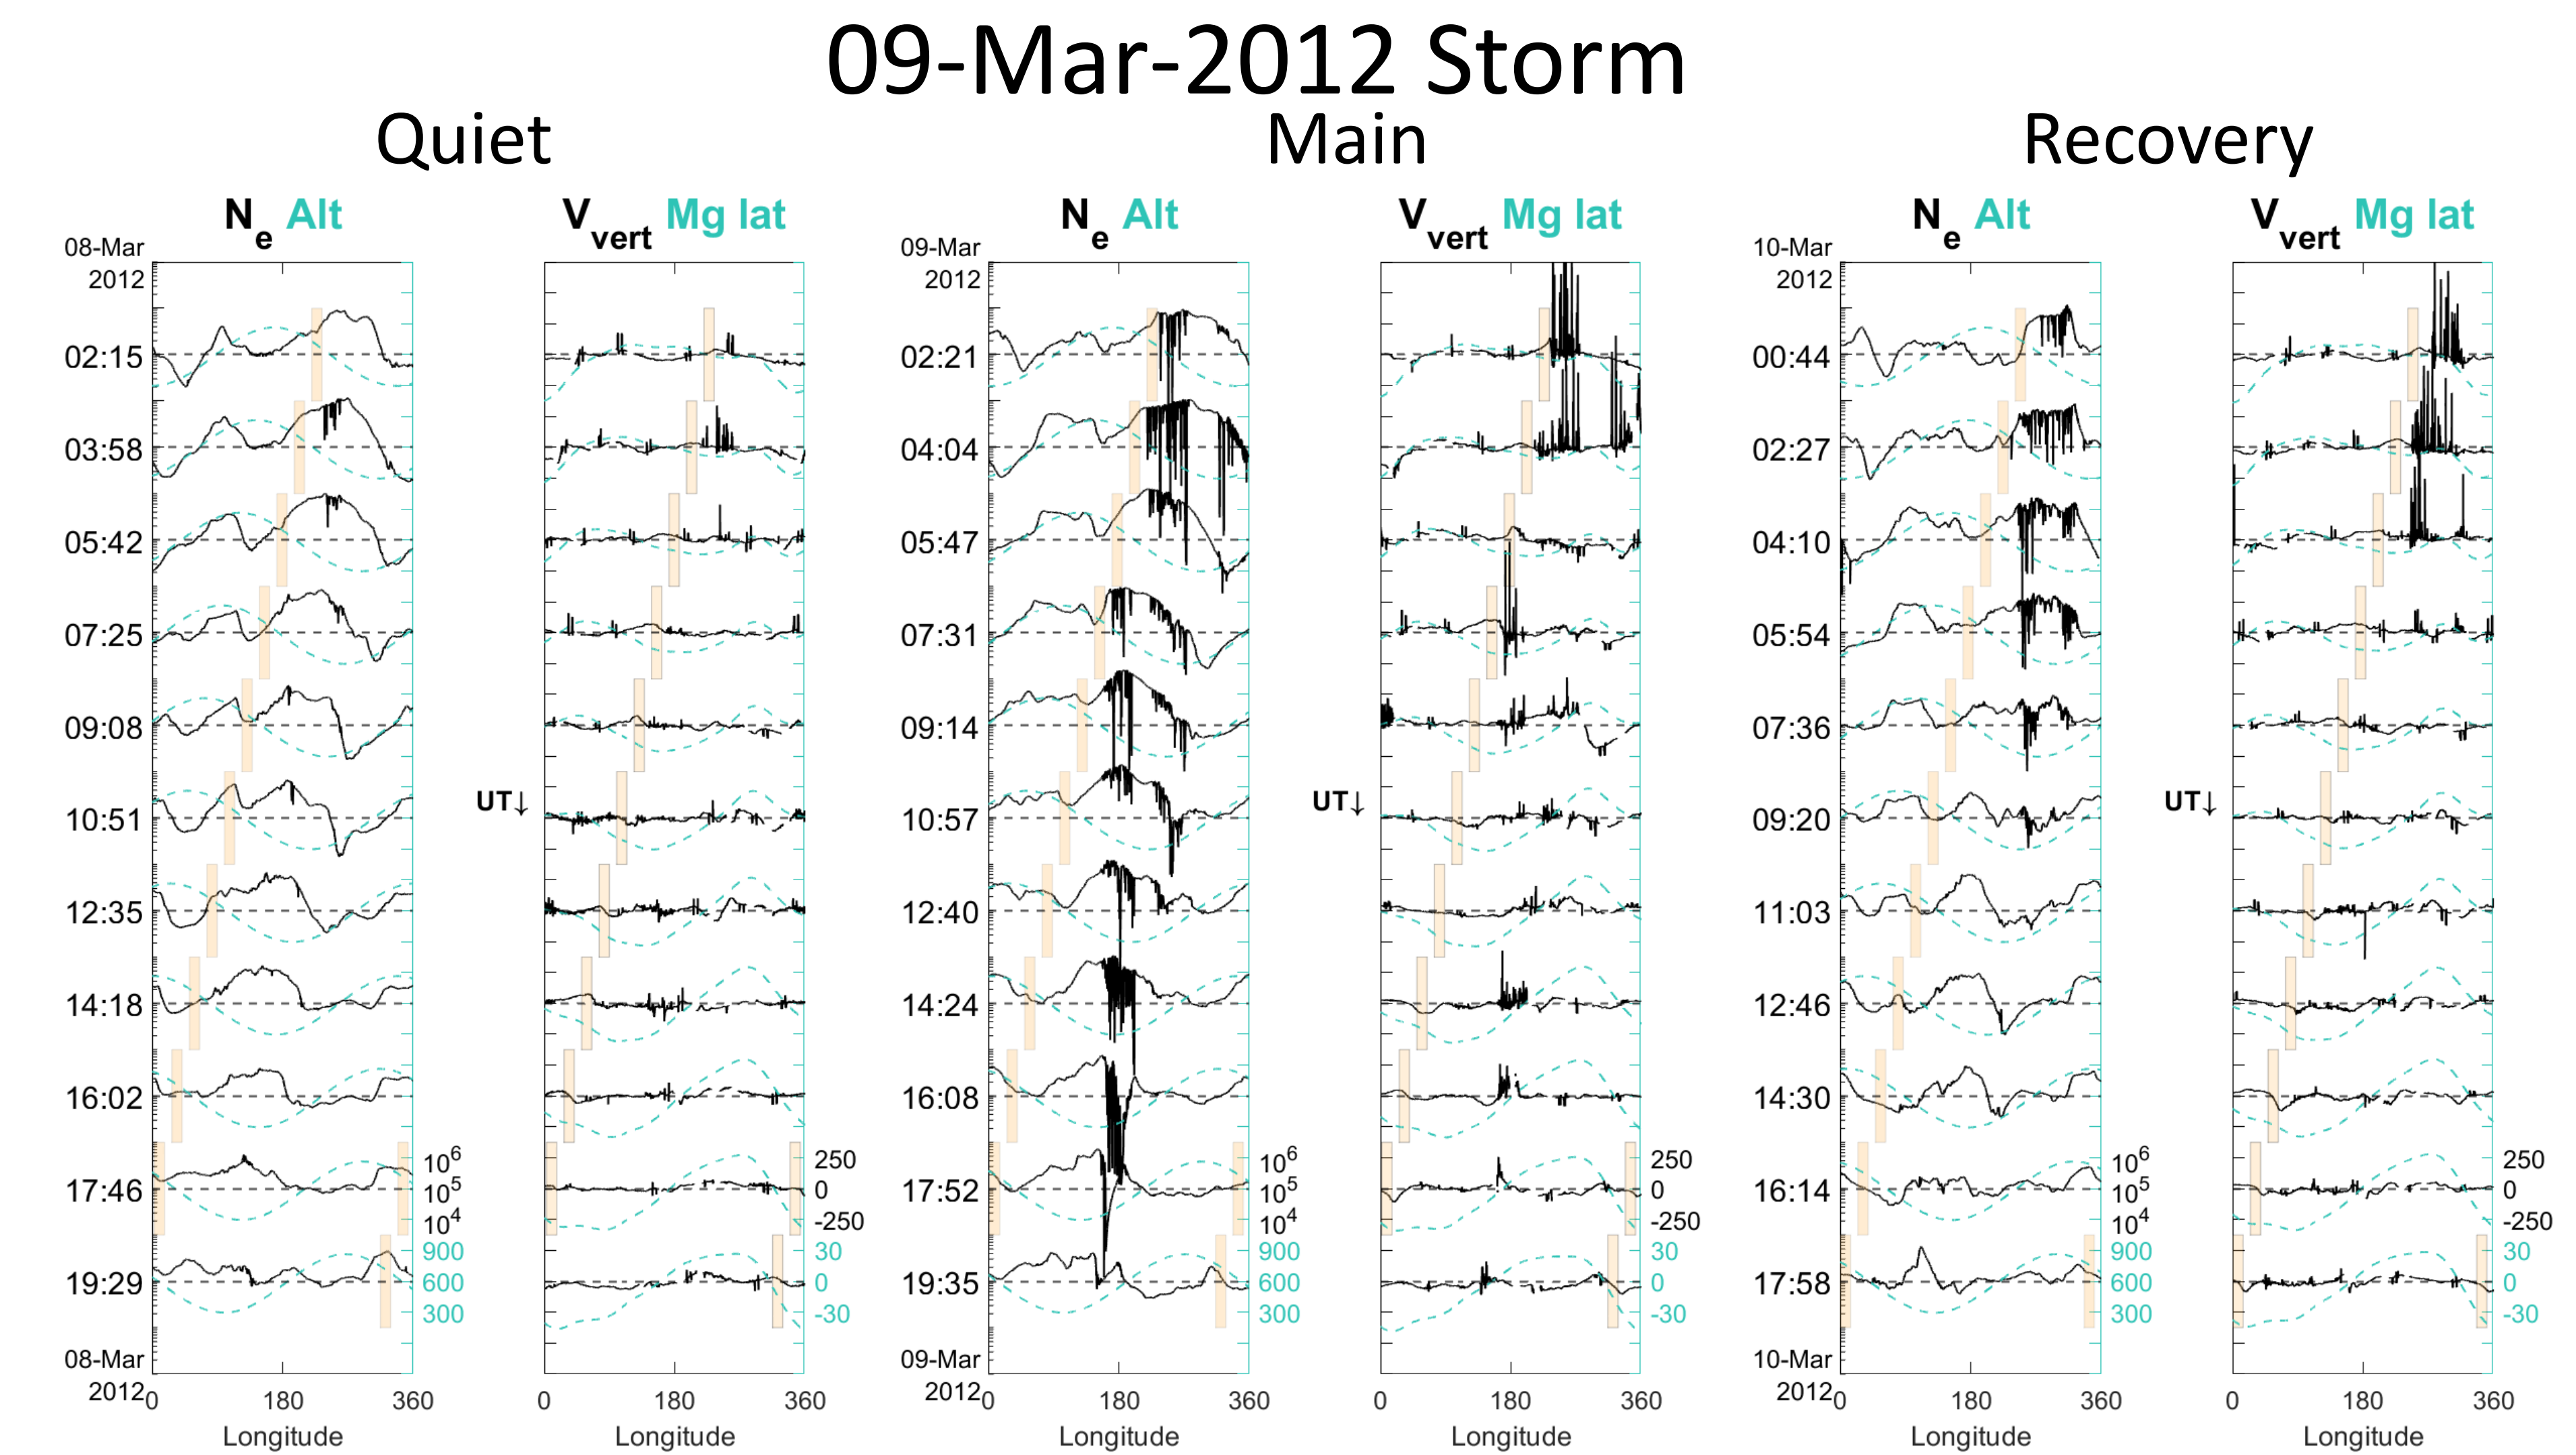 09-Mar-2012 Storm
Quiet
Main
Recovery
Ne Alt
Vvert Mg lat
Ne Alt
Vvert Mg lat
Ne Alt
Vvert Mg lat
08-Mar
2012
02:15
03:58
05:42
07:25
09:08
10:51
12:35
14:18
16:02
17:46
19:29
08-Mar
2012
0 180 360
Longitude
10^6
10^5
10^4
900
600
300
UT↓
0 180 360
Longitude
250
0
-250
30
0
-30
09-Mar
2012
02:21
04:04
05:47
07:31
09:14
10:57
12:40
14:24
16:08
17:52
19:35
09-Mar
2012
0 180 360
Longitude
10^6
10^5
10^4
900
600
300
UT↓
0 180 360
Longitude
250
0
-250
30
0
-30
10-Mar
2012
00:44
02:27
04:10
05:54
07:36
09:20
11:03
12:46
14:30
16:14
17:58
10-Mar
2012
0 180 360
Longitude
10^6
10^5
10^4
900
600
300
UT↓
0 180 360
Longitude
250
0
-250
30
0
-30